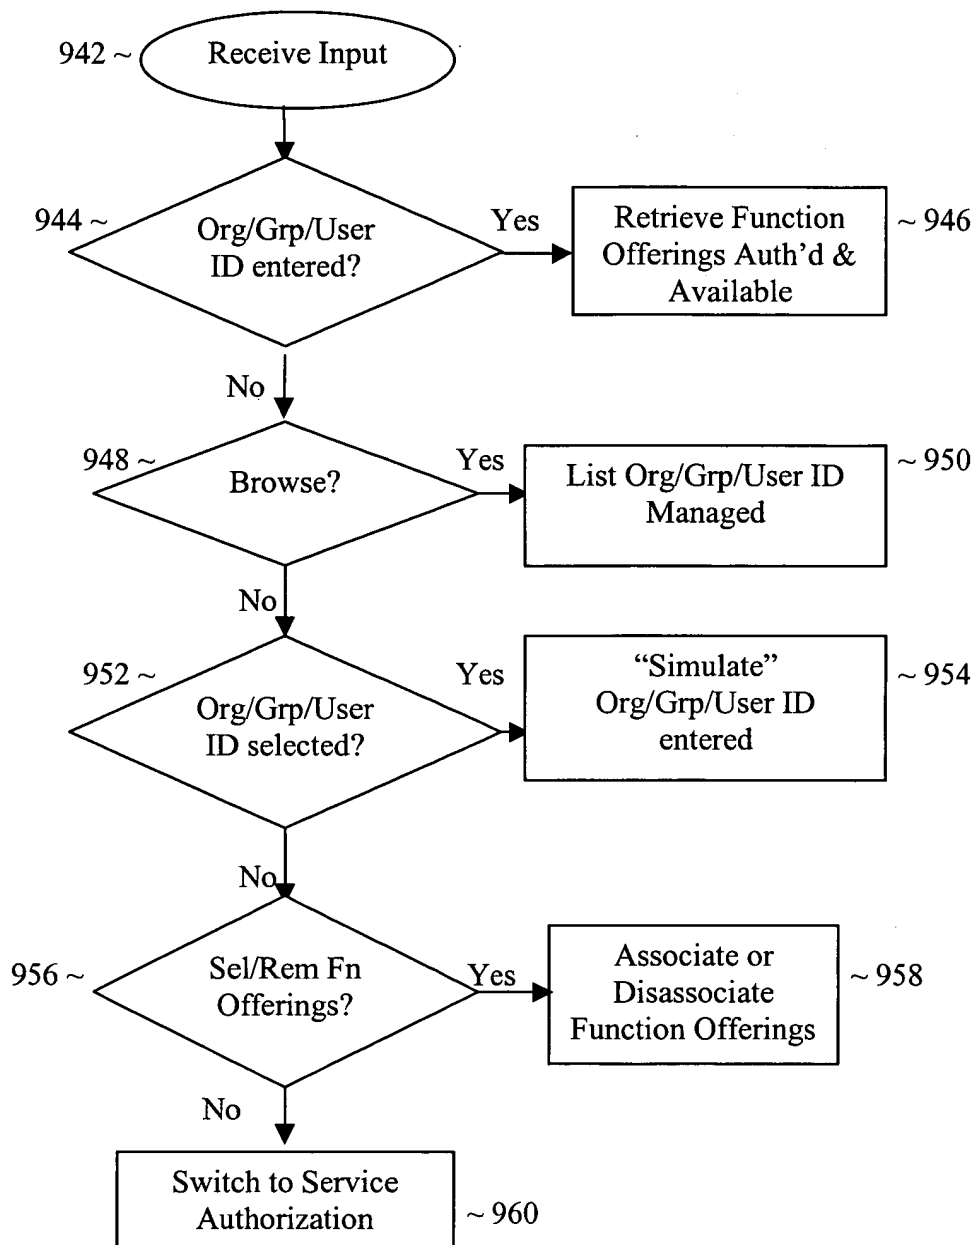 942 ~
Receive Input
944 ~
Org/Grp/User
ID entered?
Yes
Retrieve Function
Offerings Auth’d &
Available
~ 946
No
948 ~
Browse?
Yes
List Org/Grp/User ID
Managed
~ 950
No
952 ~
Org/Grp/User
ID selected?
Yes
“Simulate”
Org/Grp/User ID
entered
~ 954
No
956 ~
Sel/Rem Fn
Offerings?
Yes
Associate or
Disassociate
Function Offerings
~ 958
No
Switch to Service
Authorization
~ 960